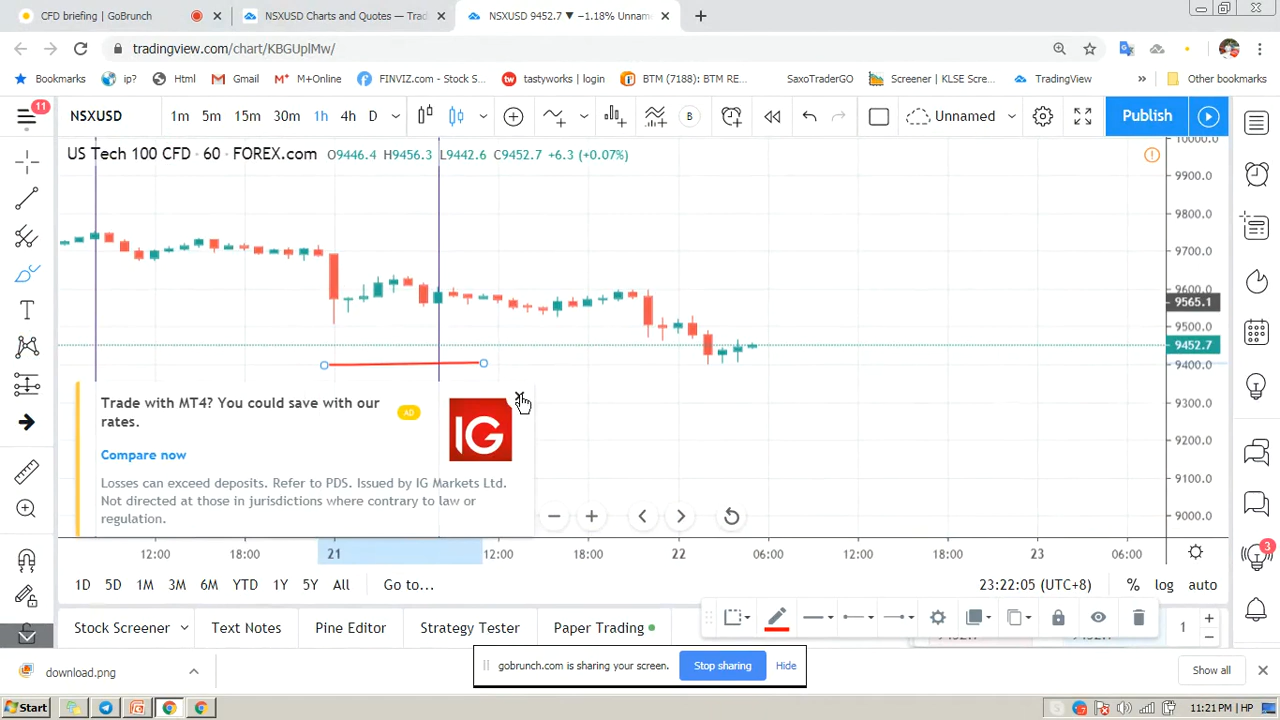 CFD briefing | GoBrunch
NSXUSD Charts and Quotes — Trad
NSXUSD 9452.7 ▼ −1.18% Unnam
tradingview.com/chart/KBGUplMw/
Bookmarks
ip?
Html
Gmail
M+Online
FINVIZ.com - Stock S...
tastyworks | login
BTM (7188): BTM RE...
SaxoTraderGO
Screener | KLSE Scre...
TradingView
»
Other bookmarks
11
NSXUSD
1m 5m 15m 30m 1h 4h D
B
Unnamed
Publish
US Tech 100 CFD · 60 · FOREX.com O9446.4 H9456.3 L9442.6 C9452.7 +6.3 (+0.07%)
10000.0
9900.0
9800.0
9700.0
9600.0
9565.1
9500.0
9452.7
9400.0
9300.0
9200.0
9100.0
9000.0
Trade with MT4? You could save with our
rates.
AD
IG
Compare now
Losses can exceed deposits. Refer to PDS. Issued by IG Markets Ltd.
Not directed at those in jurisdictions where contrary to law or
regulation.
12:00 18:00 21 12:00 18:00 22 06:00 12:00 18:00 23 06:00
1D 5D 1M 3M 6M YTD 1Y 5Y All Go to...
23:22:05 (UTC+8) % log auto
3
Stock Screener Text Notes Pine Editor Strategy Tester Paper Trading
1
download.png
gobrunch.com is sharing your screen.
Stop sharing
Hide
Show all
Start
11:21 PM | HP